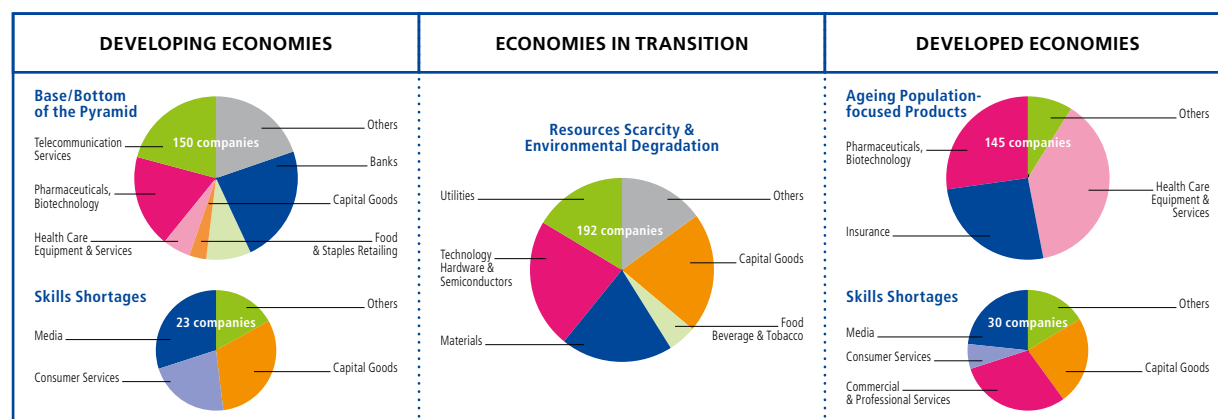 DEVELOPING ECONOMIES
Base/Bottom
of the Pyramid
150 companies
Telecommunication
Services
Pharmaceuticals,
Biotechnology
Health Care
Equipment & Services
Others
Banks
Capital Goods
Food
& Staples Retailing
Skills Shortages
23 companies
Media
Consumer Services
Others
Capital Goods
ECONOMIES IN TRANSITION
Resources Scarcity &
Environmental Degradation
192 companies
Utilities
Technology
Hardware &
Semiconductors
Materials
Others
Capital Goods
Food
Beverage & Tobacco
DEVELOPED ECONOMIES
Ageing Population-
focused Products
145 companies
Pharmaceuticals,
Biotechnology
Insurance
Others
Health Care
Equipment &
Services
Skills Shortages
30 companies
Media
Consumer Services
Commercial
& Professional Services
Others
Capital Goods